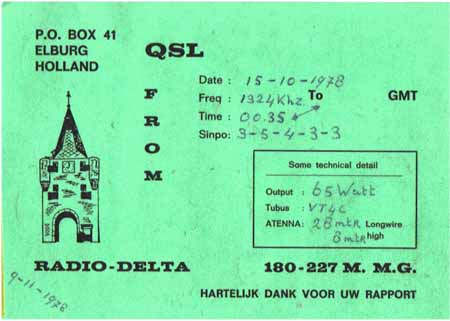 P.O. BOX 41
ELBURG
HOLLAND
QSL
FROM
Date : 15-10-1978
Freq : 1324Khz. To GMT
Time : 00.35
Sinpo: 3-5-4-3-3
Some technical detail
Output : 65 Watt
Tubus : VT4C
ATENNA: 28 mtr Longwire
8 mtr high
RADIO-DELTA
180-227 M. M.G.
9-11-1978
HARTELIJK DANK VOOR UW RAPPORT